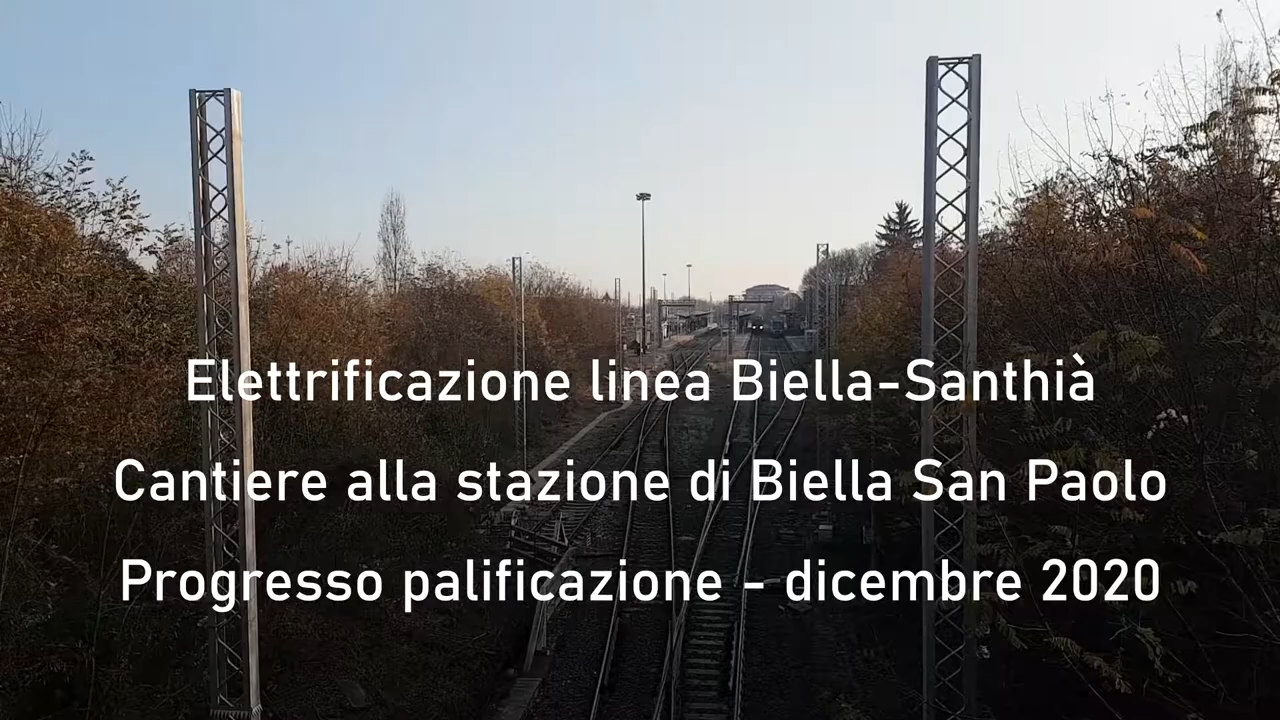 Elettrificazione linea Biella-Santhià
Cantiere alla stazione di Biella San Paolo
Progresso palificazione - dicembre 2020